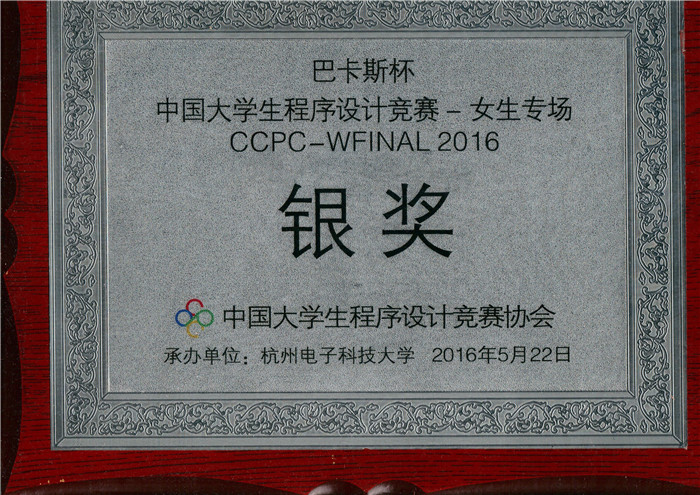 巴卡斯杯
中国大学生程序设计竞赛 - 女生专场
CCPC-WFINAL 2016
银奖
中国大学生程序设计竞赛协会
承办单位：杭州电子科技大学 2016年5月22日